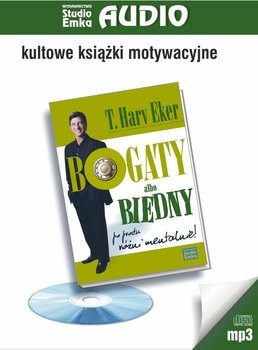 WYDAWNICTWO
Studio
Emka
AUDIO
kultowe książki motywacyjne
T. Harv Eker
BOGATY
albo
BIEDNY
po prostu
różni mentalnie!
mp3